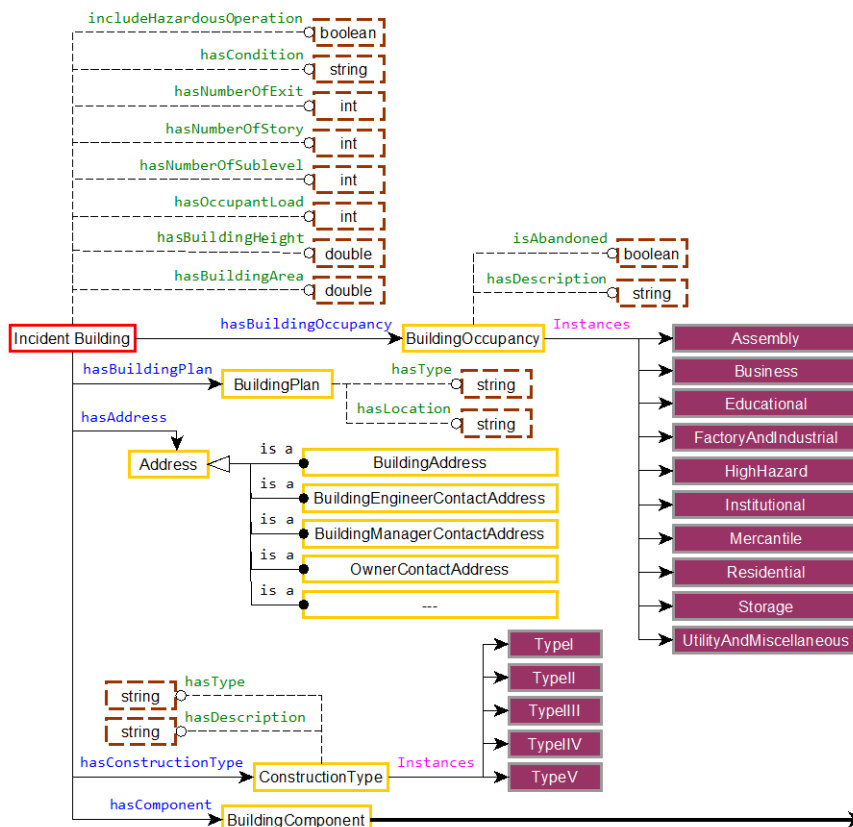 includeHazardousOperation
boolean
hasCondition
string
hasNumberOfExit
int
hasNumberOfStory
int
hasNumberOfSublevel
int
hasOccupantLoad
int
hasBuildingHeight
double
hasBuildingArea
double
isAbandoned
boolean
hasDescription
string
Incident Building
hasBuildingOccupancy
BuildingOccupancy
Instances
Assembly
Business
Educational
FactoryAndIndustrial
HighHazard
Institutional
Mercantile
Residential
Storage
UtilityAndMiscellaneous
hasBuildingPlan
BuildingPlan
hasType
string
hasLocation
string
hasAddress
Address
is a
BuildingAddress
is a
BuildingEngineerContactAddress
is a
BuildingManagerContactAddress
is a
OwnerContactAddress
is a
---
hasType
string
hasDescription
string
hasConstructionType
ConstructionType
Instances
TypeI
TypeII
TypeIII
TypeIIV
TypeV
hasComponent
BuildingComponent